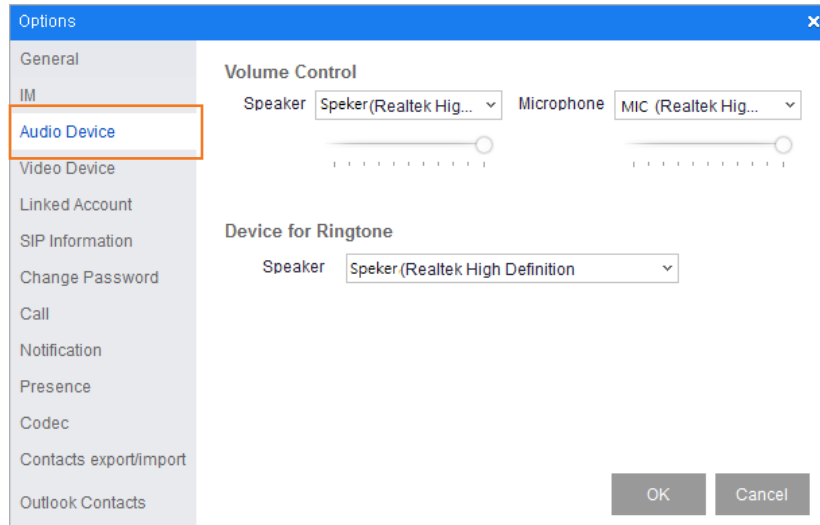 Options
General
IM
Audio Device
Video Device
Linked Account
SIP Information
Change Password
Call
Notification
Presence
Codec
Contacts export/import
Outlook Contacts
Volume Control
Speaker Speker(Realtek Hig... Microphone MIC (Realtek Hig...
Device for Ringtone
Speaker Speker(Realtek High Definition
OK Cancel